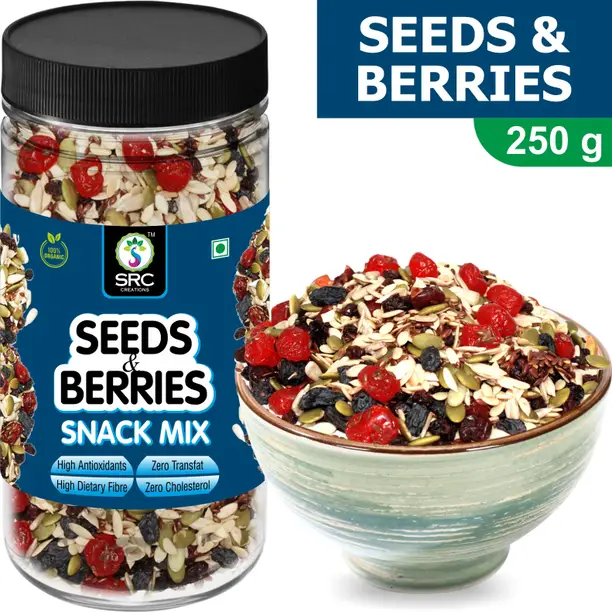 SEEDS &
BERRIES
250 g
100%
ORGANIC
TM
SRC
CREATIONS
SEEDS
&
BERRIES
SNACK MIX
High Antioxidants
Zero Transfat
High Dietary Fibre
Zero Cholesterol